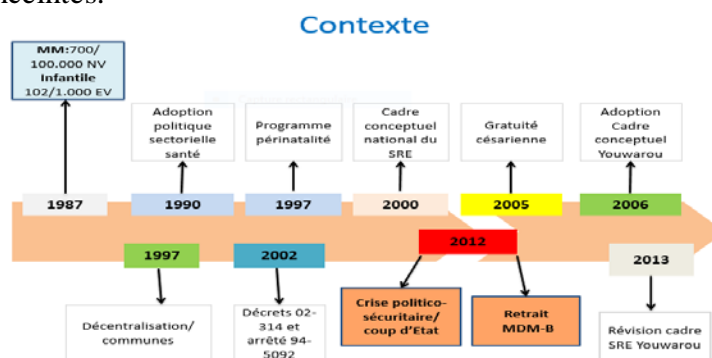 Contexte
MM:700/
100.000 NV
Infantile
102/1.000 EV
Adoption
politique
sectorielle
santé
Programme
périnatalité
Cadre
conceptuel
national du
SRE
Gratuité
césarienne
Adoption
Cadre
conceptuel
Youwarou
1987
1990
1997
2000
2005
2006
1997
2002
2012
2013
Décentralisation/
communes
Décrets 02-
314 et
arrêté 94-
5092
Crise politico-
sécuritaire/
coup d'Etat
Retrait
MDM-B
Révision cadre
SRE Youwarou